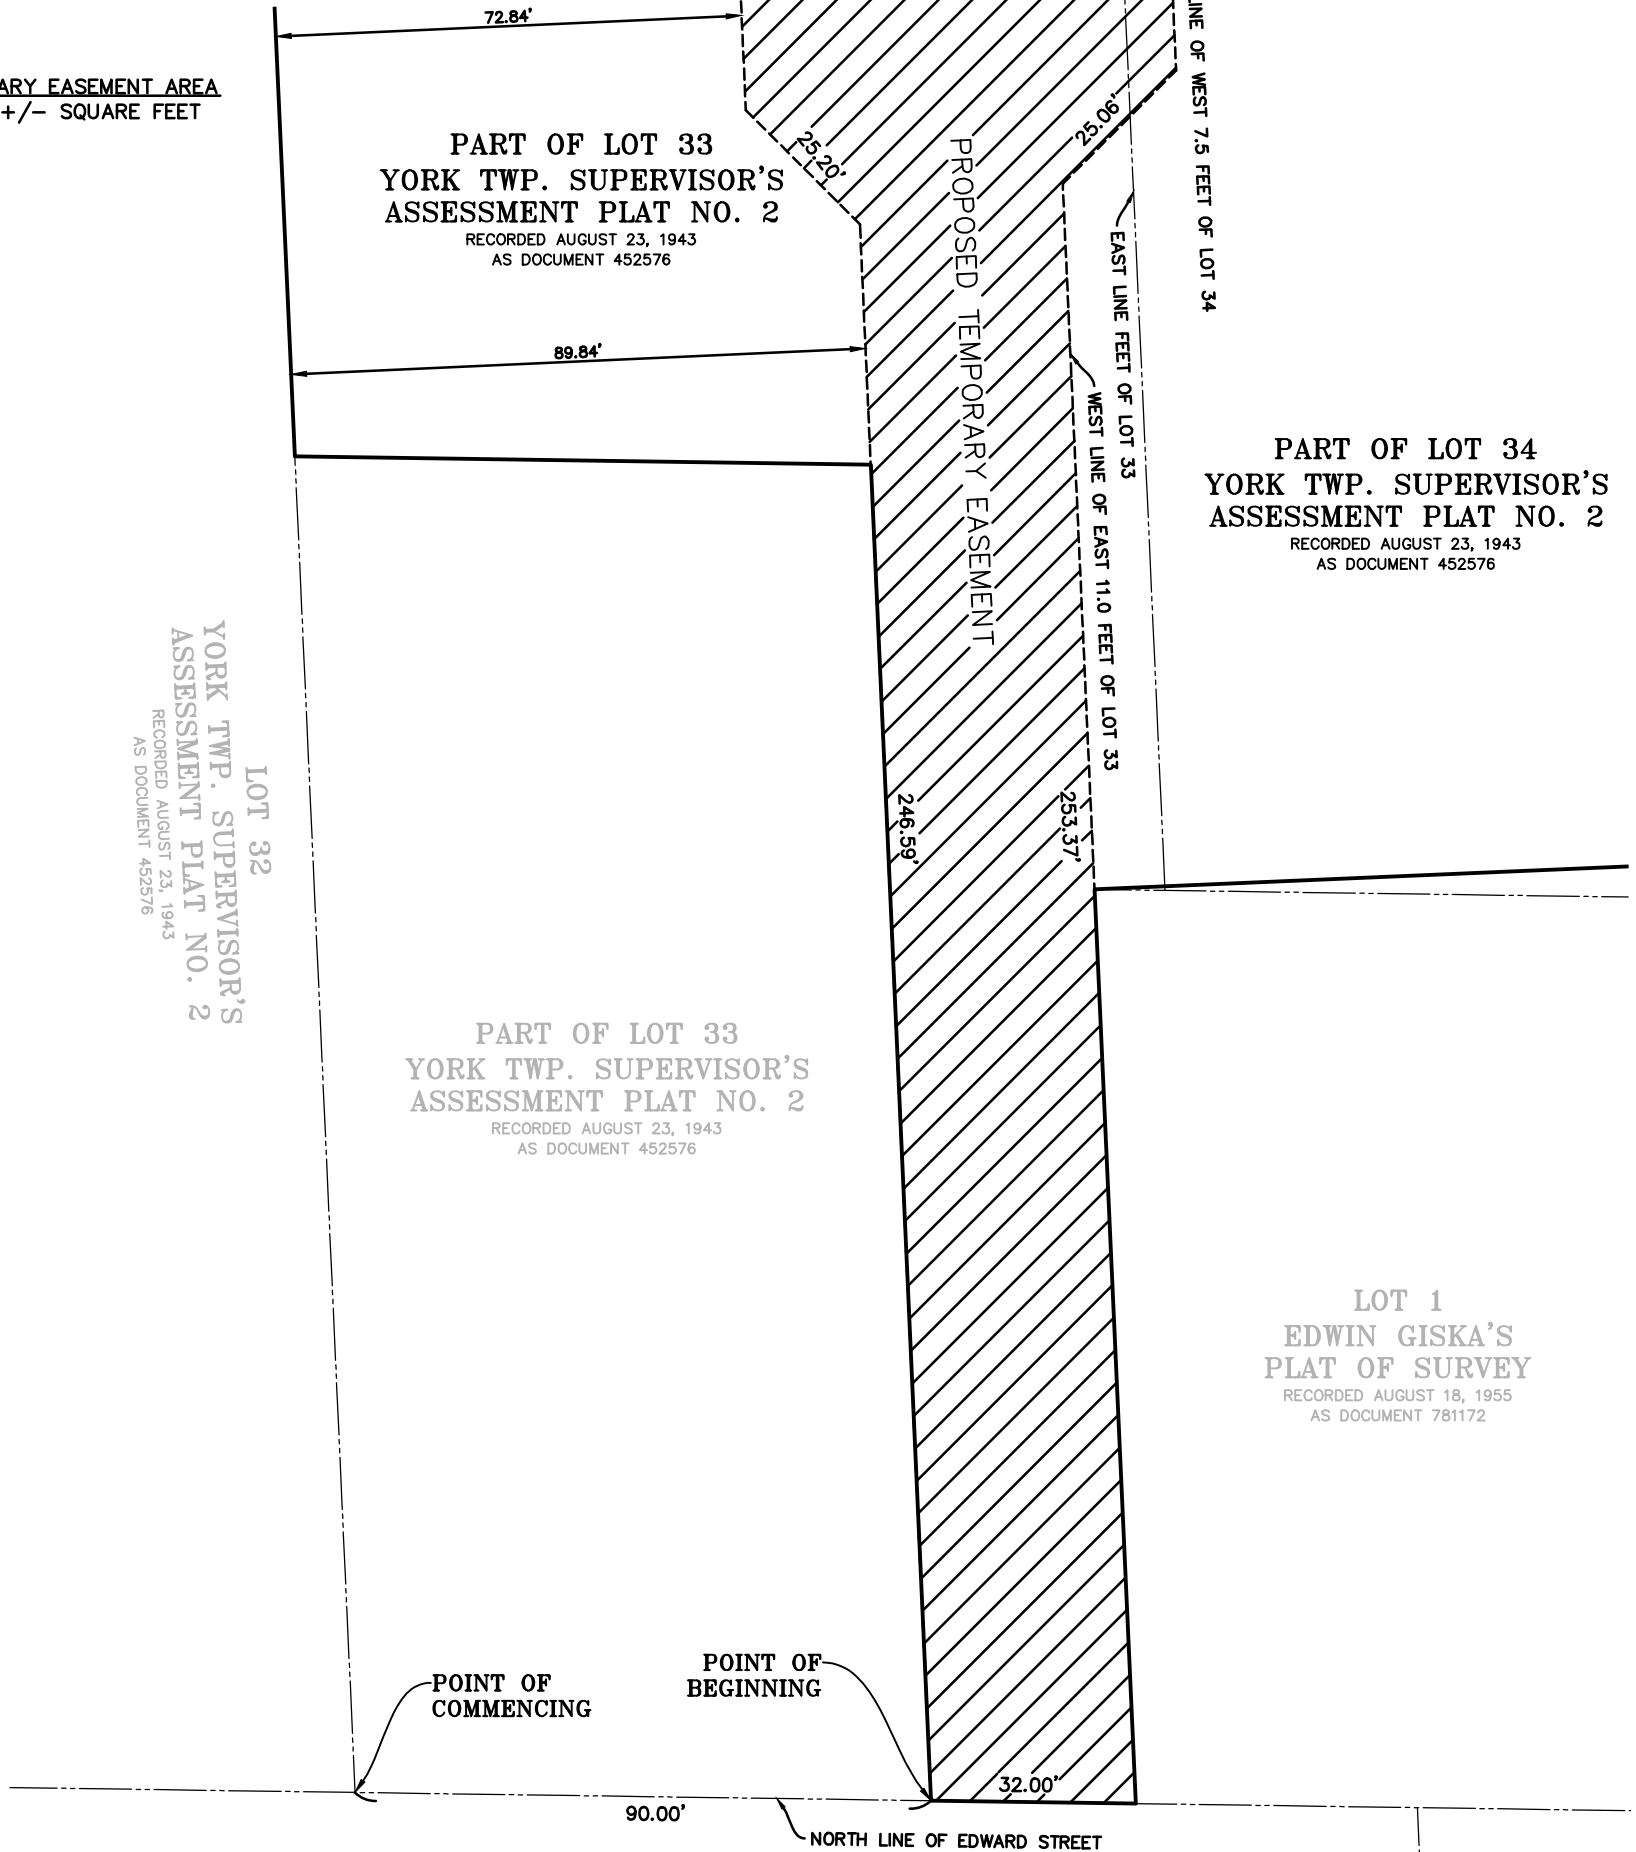 72.84'
ARY EASEMENT AREA
+/- SQUARE FEET
PART OF LOT 33
YORK TWP. SUPERVISOR'S
ASSESSMENT PLAT NO. 2
RECORDED AUGUST 23, 1943
AS DOCUMENT 452576
25.20'
25.06'
LINE OF WEST 7.5 FEET OF LOT 34
PROPOSED TEMPORARY EASEMENT
EAST LINE FEET OF LOT 33
WEST LINE OF EAST 11.0 FEET OF LOT 33
89.84'
PART OF LOT 34
YORK TWP. SUPERVISOR'S
ASSESSMENT PLAT NO. 2
RECORDED AUGUST 23, 1943
AS DOCUMENT 452576
LOT 32
YORK TWP. SUPERVISOR'S
ASSESSMENT PLAT NO. 2
RECORDED AUGUST 23, 1943
AS DOCUMENT 452576
246.59'
253.37'
PART OF LOT 33
YORK TWP. SUPERVISOR'S
ASSESSMENT PLAT NO. 2
RECORDED AUGUST 23, 1943
AS DOCUMENT 452576
LOT 1
EDWIN GISKA'S
PLAT OF SURVEY
RECORDED AUGUST 18, 1955
AS DOCUMENT 781172
POINT OF
COMMENCING
POINT OF
BEGINNING
32.00'
90.00'
NORTH LINE OF EDWARD STREET